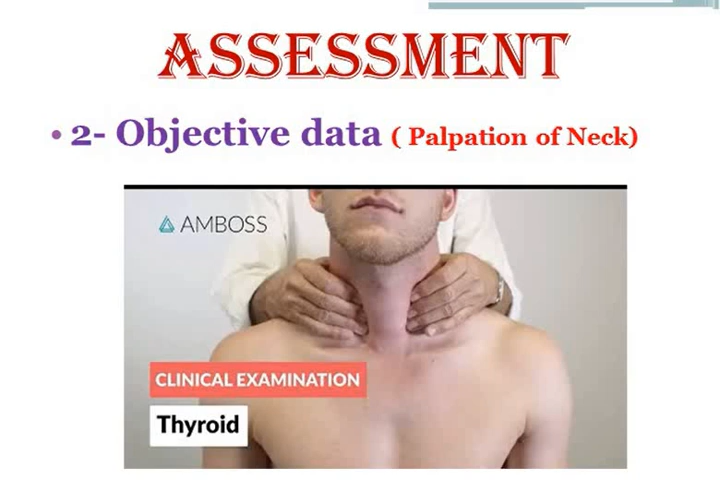 ASSESSMENT
• 2- Objective data ( Palpation of Neck)
AMBOSS
CLINICAL EXAMINATION
Thyroid